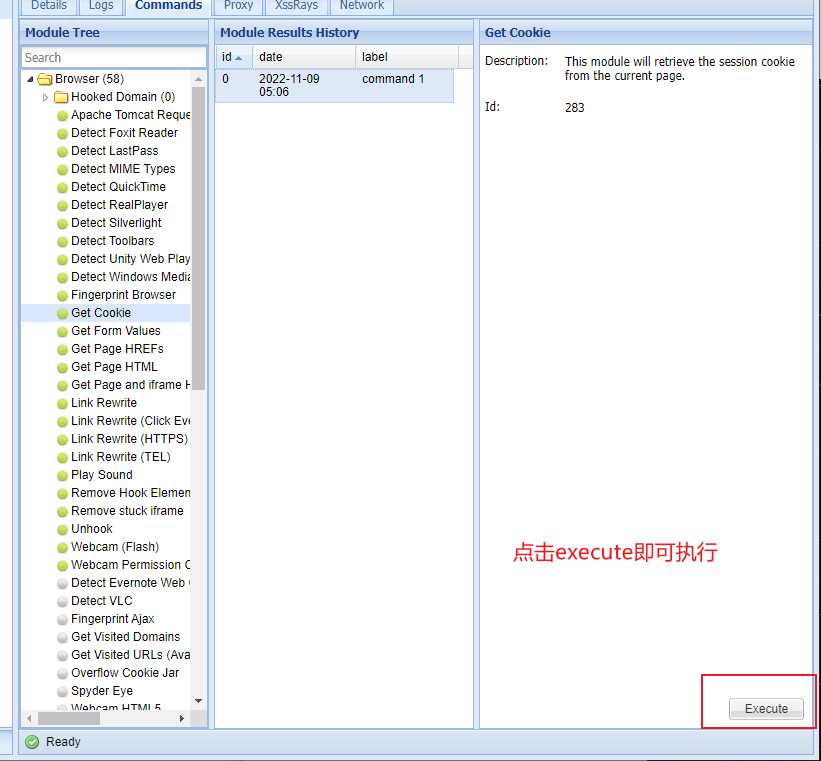 Details Logs Commands Proxy XssRays Network
Module Tree
Search
Browser (58)
Hooked Domain (0)
Apache Tomcat Reque
Detect Foxit Reader
Detect LastPass
Detect MIME Types
Detect QuickTime
Detect RealPlayer
Detect Silverlight
Detect Toolbars
Detect Unity Web Play
Detect Windows Media
Fingerprint Browser
Get Cookie
Get Form Values
Get Page HREFs
Get Page HTML
Get Page and iframe H
Link Rewrite
Link Rewrite (Click Eve
Link Rewrite (HTTPS)
Link Rewrite (TEL)
Play Sound
Remove Hook Elemen
Remove stuck iframe
Unhook
Webcam (Flash)
Webcam Permission C
Detect Evernote Web
Detect VLC
Fingerprint Ajax
Get Visited Domains
Get Visited URLs (Ava
Overflow Cookie Jar
Spyder Eye
Webcam HTML5
Module Results History
id date label
0 2022-11-09 command 1
05:06
Get Cookie
Description: This module will retrieve the session cookie
from the current page.
Id: 283
点击execute即可执行
Execute
Ready